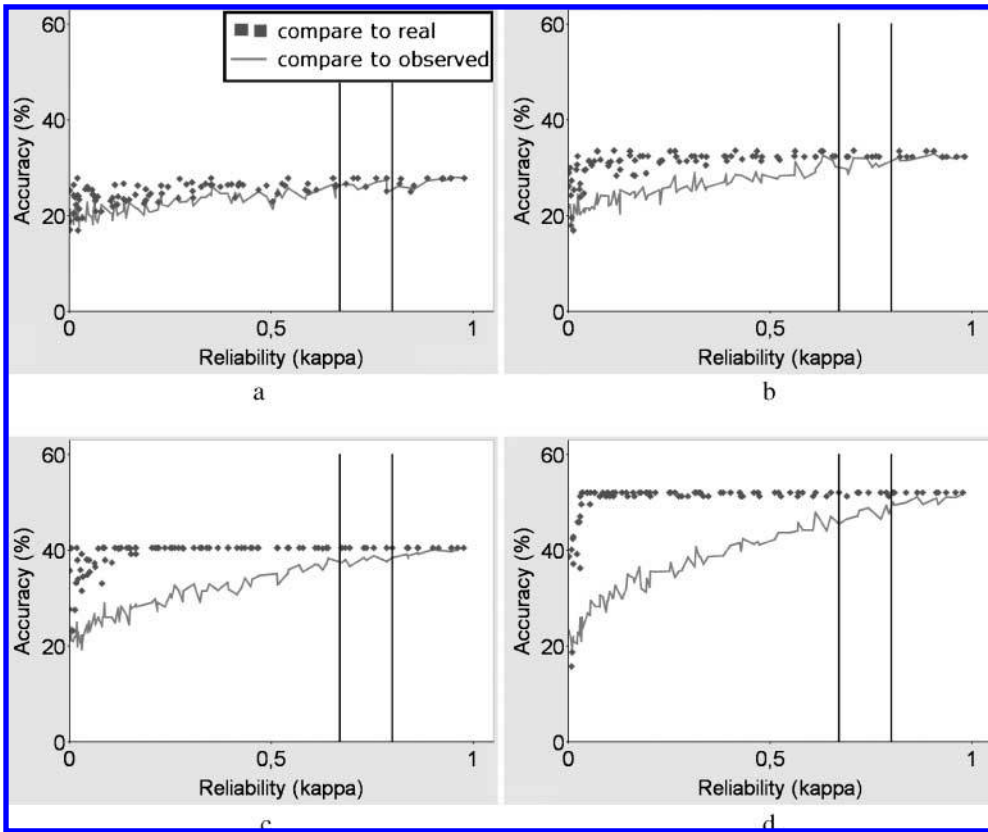 60
40
20
0
Accuracy (%)
compare to real
compare to observed
0
0,5
1
Reliability (kappa)
a
60
40
20
0
Accuracy (%)
0
0,5
1
Reliability (kappa)
b
60
40
20
0
Accuracy (%)
0
0,5
1
Reliability (kappa)
c
60
40
20
0
Accuracy (%)
0
0,5
1
Reliability (kappa)
d